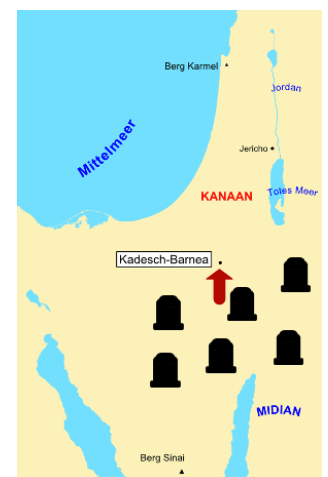 Berg Karmel
Jordan
Mittelmeer
Jericho
KANAAN
Totes Meer
Kadesch-Barnea
MIDIAN
Berg Sinai